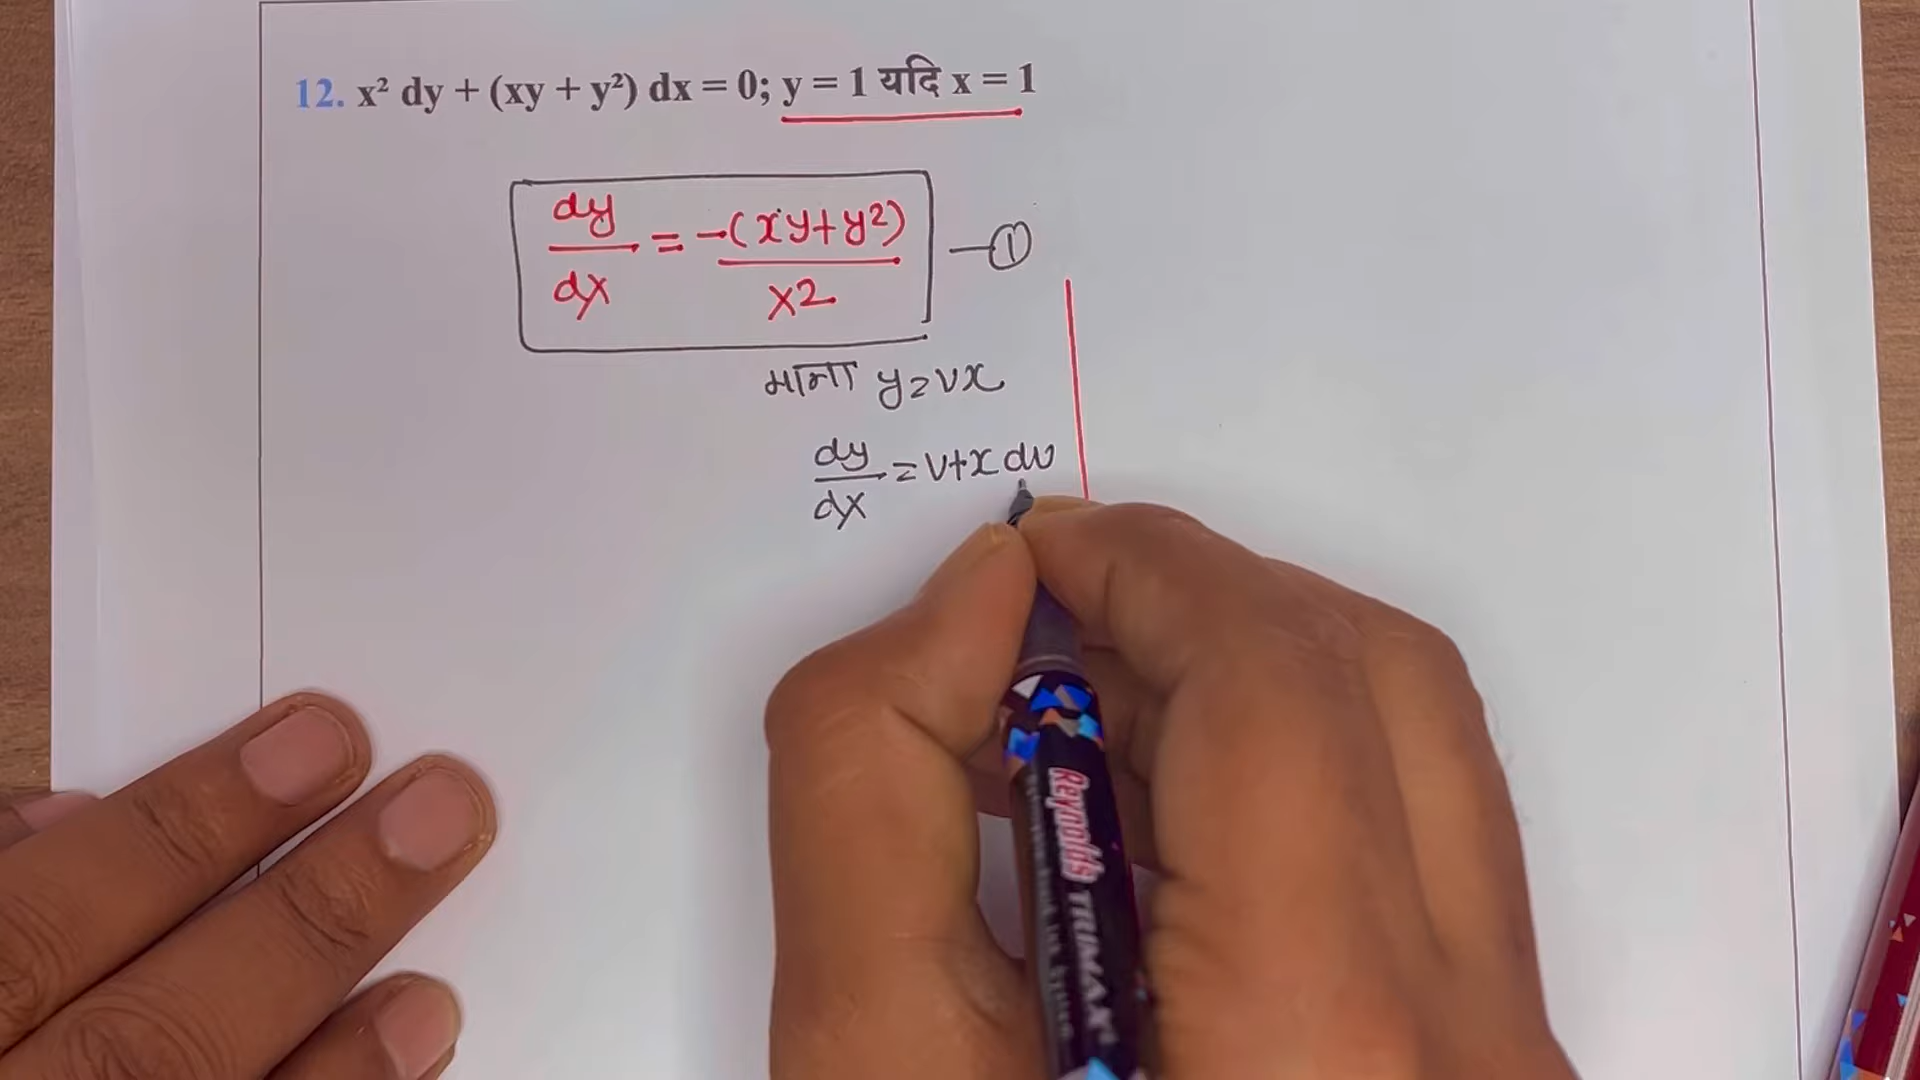 12. x² dy + (xy + y²) dx = 0; y = 1 यदि x = 1
dy/dx = -(xy+y²)/x² —①
माना y=vx
dy/dx = v+x dv
Reynolds TRIMAX